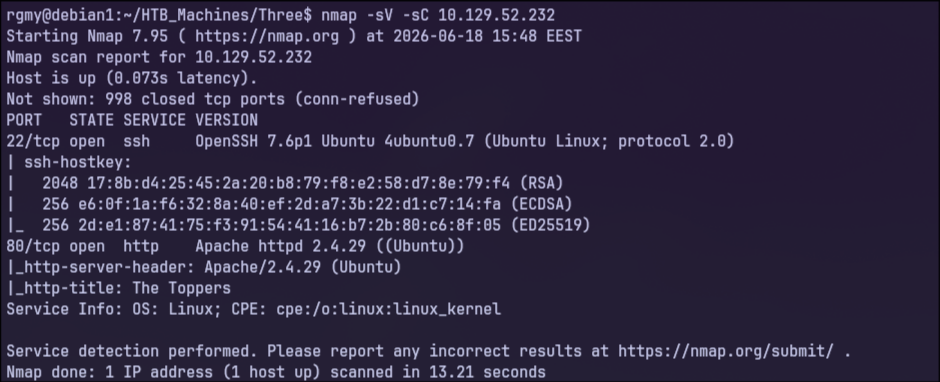 rgmy@debian1:~/HTB_Machines/Three$ nmap -sV -sC 10.129.52.232
Starting Nmap 7.95 ( https://nmap.org ) at 2026-06-18 15:48 EEST
Nmap scan report for 10.129.52.232
Host is up (0.073s latency).
Not shown: 998 closed tcp ports (conn-refused)
PORT   STATE SERVICE VERSION
22/tcp open  ssh     OpenSSH 7.6p1 Ubuntu 4ubuntu0.7 (Ubuntu Linux; protocol 2.0)
| ssh-hostkey:
|   2048 17:8b:d4:25:45:2a:20:b8:79:f8:e2:58:d7:8e:79:f4 (RSA)
|   256 e6:0f:1a:f6:32:8a:40:ef:2d:a7:3b:22:d1:c7:14:fa (ECDSA)
|_  256 2d:e1:87:41:75:f3:91:54:41:16:b7:2b:80:c6:8f:05 (ED25519)
80/tcp open  http    Apache httpd 2.4.29 ((Ubuntu))
|_http-server-header: Apache/2.4.29 (Ubuntu)
|_http-title: The Toppers
Service Info: OS: Linux; CPE: cpe:/o:linux:linux_kernel

Service detection performed. Please report any incorrect results at https://nmap.org/submit/ .
Nmap done: 1 IP address (1 host up) scanned in 13.21 seconds